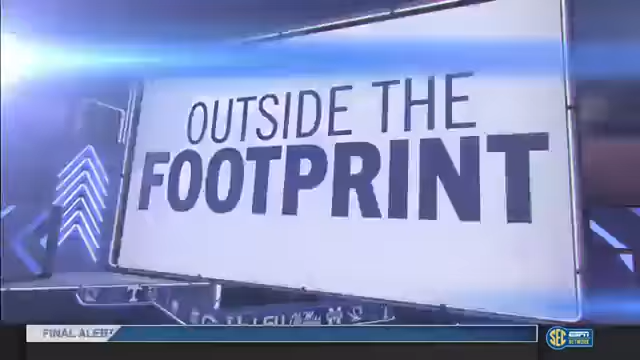 OUTSIDE THE
FOOTPRINT
FINAL ALERT
SEC ESPN
NETWORK